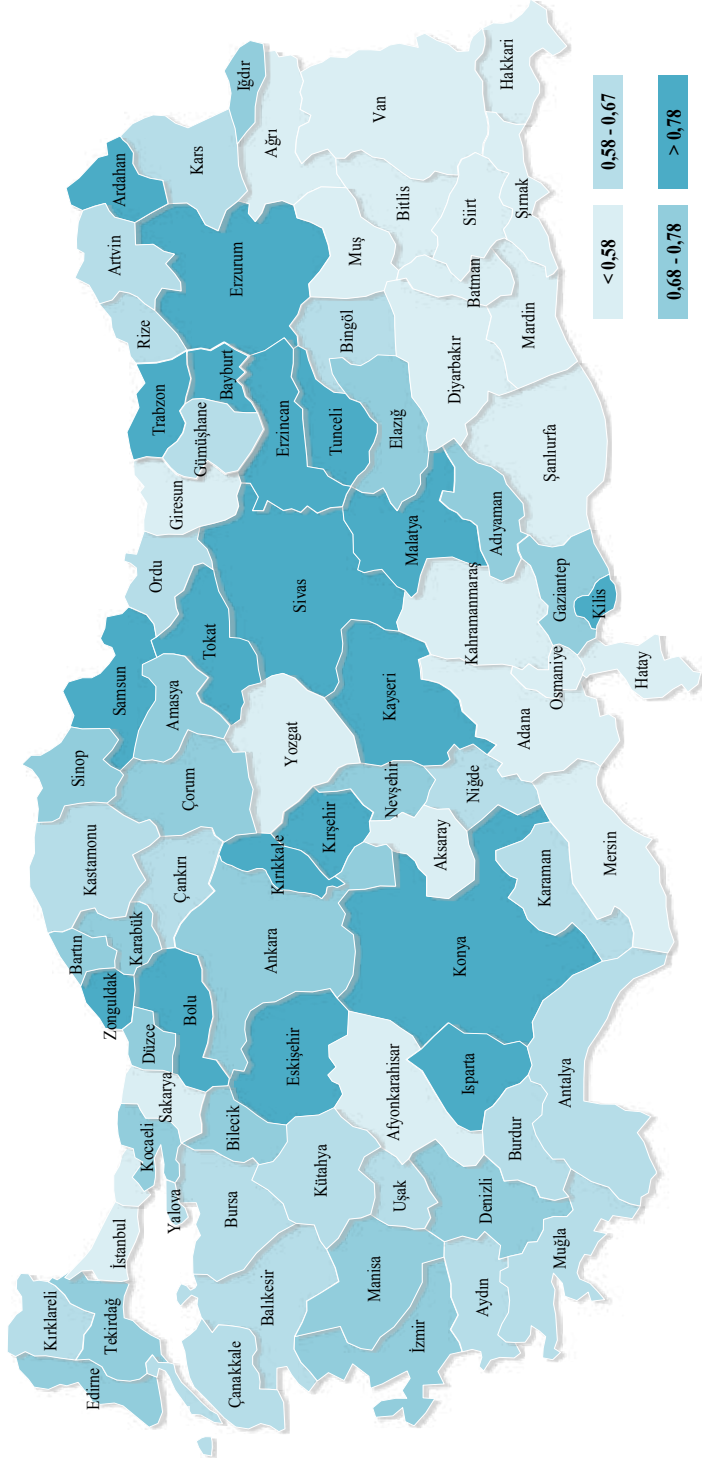 Edirne
Kırklareli
Tekirdağ
İstanbul
Yalova
Kocaeli
Sakarya
Düzce
Zonguldak
Bartın
Karabük
Bolu
Kastamonu
Çankırı
Sinop
Çorum
Samsun
Amasya
Tokat
Ordu
Giresun
Gümüşhane
Trabzon
Bayburt
Rize
Artvin
Ardahan
Kars
Iğdır
Çanakkale
Balıkesir
Bursa
Bilecik
Kütahya
Eskişehir
Ankara
Kırıkkale
Kırşehir
Yozgat
Sivas
Erzincan
Tunceli
Erzurum
Ağrı
İzmir
Manisa
Uşak
Afyonkarahisar
Konya
Aksaray
Nevşehir
Niğde
Kayseri
Malatya
Elazığ
Bingöl
Muş
Bitlis
Van
Aydın
Denizli
Muğla
Burdur
Isparta
Antalya
Karaman
Mersin
Adana
Osmaniye
Hatay
Kahramanmaraş
Gaziantep
Kilis
Adıyaman
Şanlıurfa
Diyarbakır
Mardin
Batman
Siirt
Şırnak
Hakkari
< 0,58
0,58 - 0,67
0,68 - 0,78
> 0,78